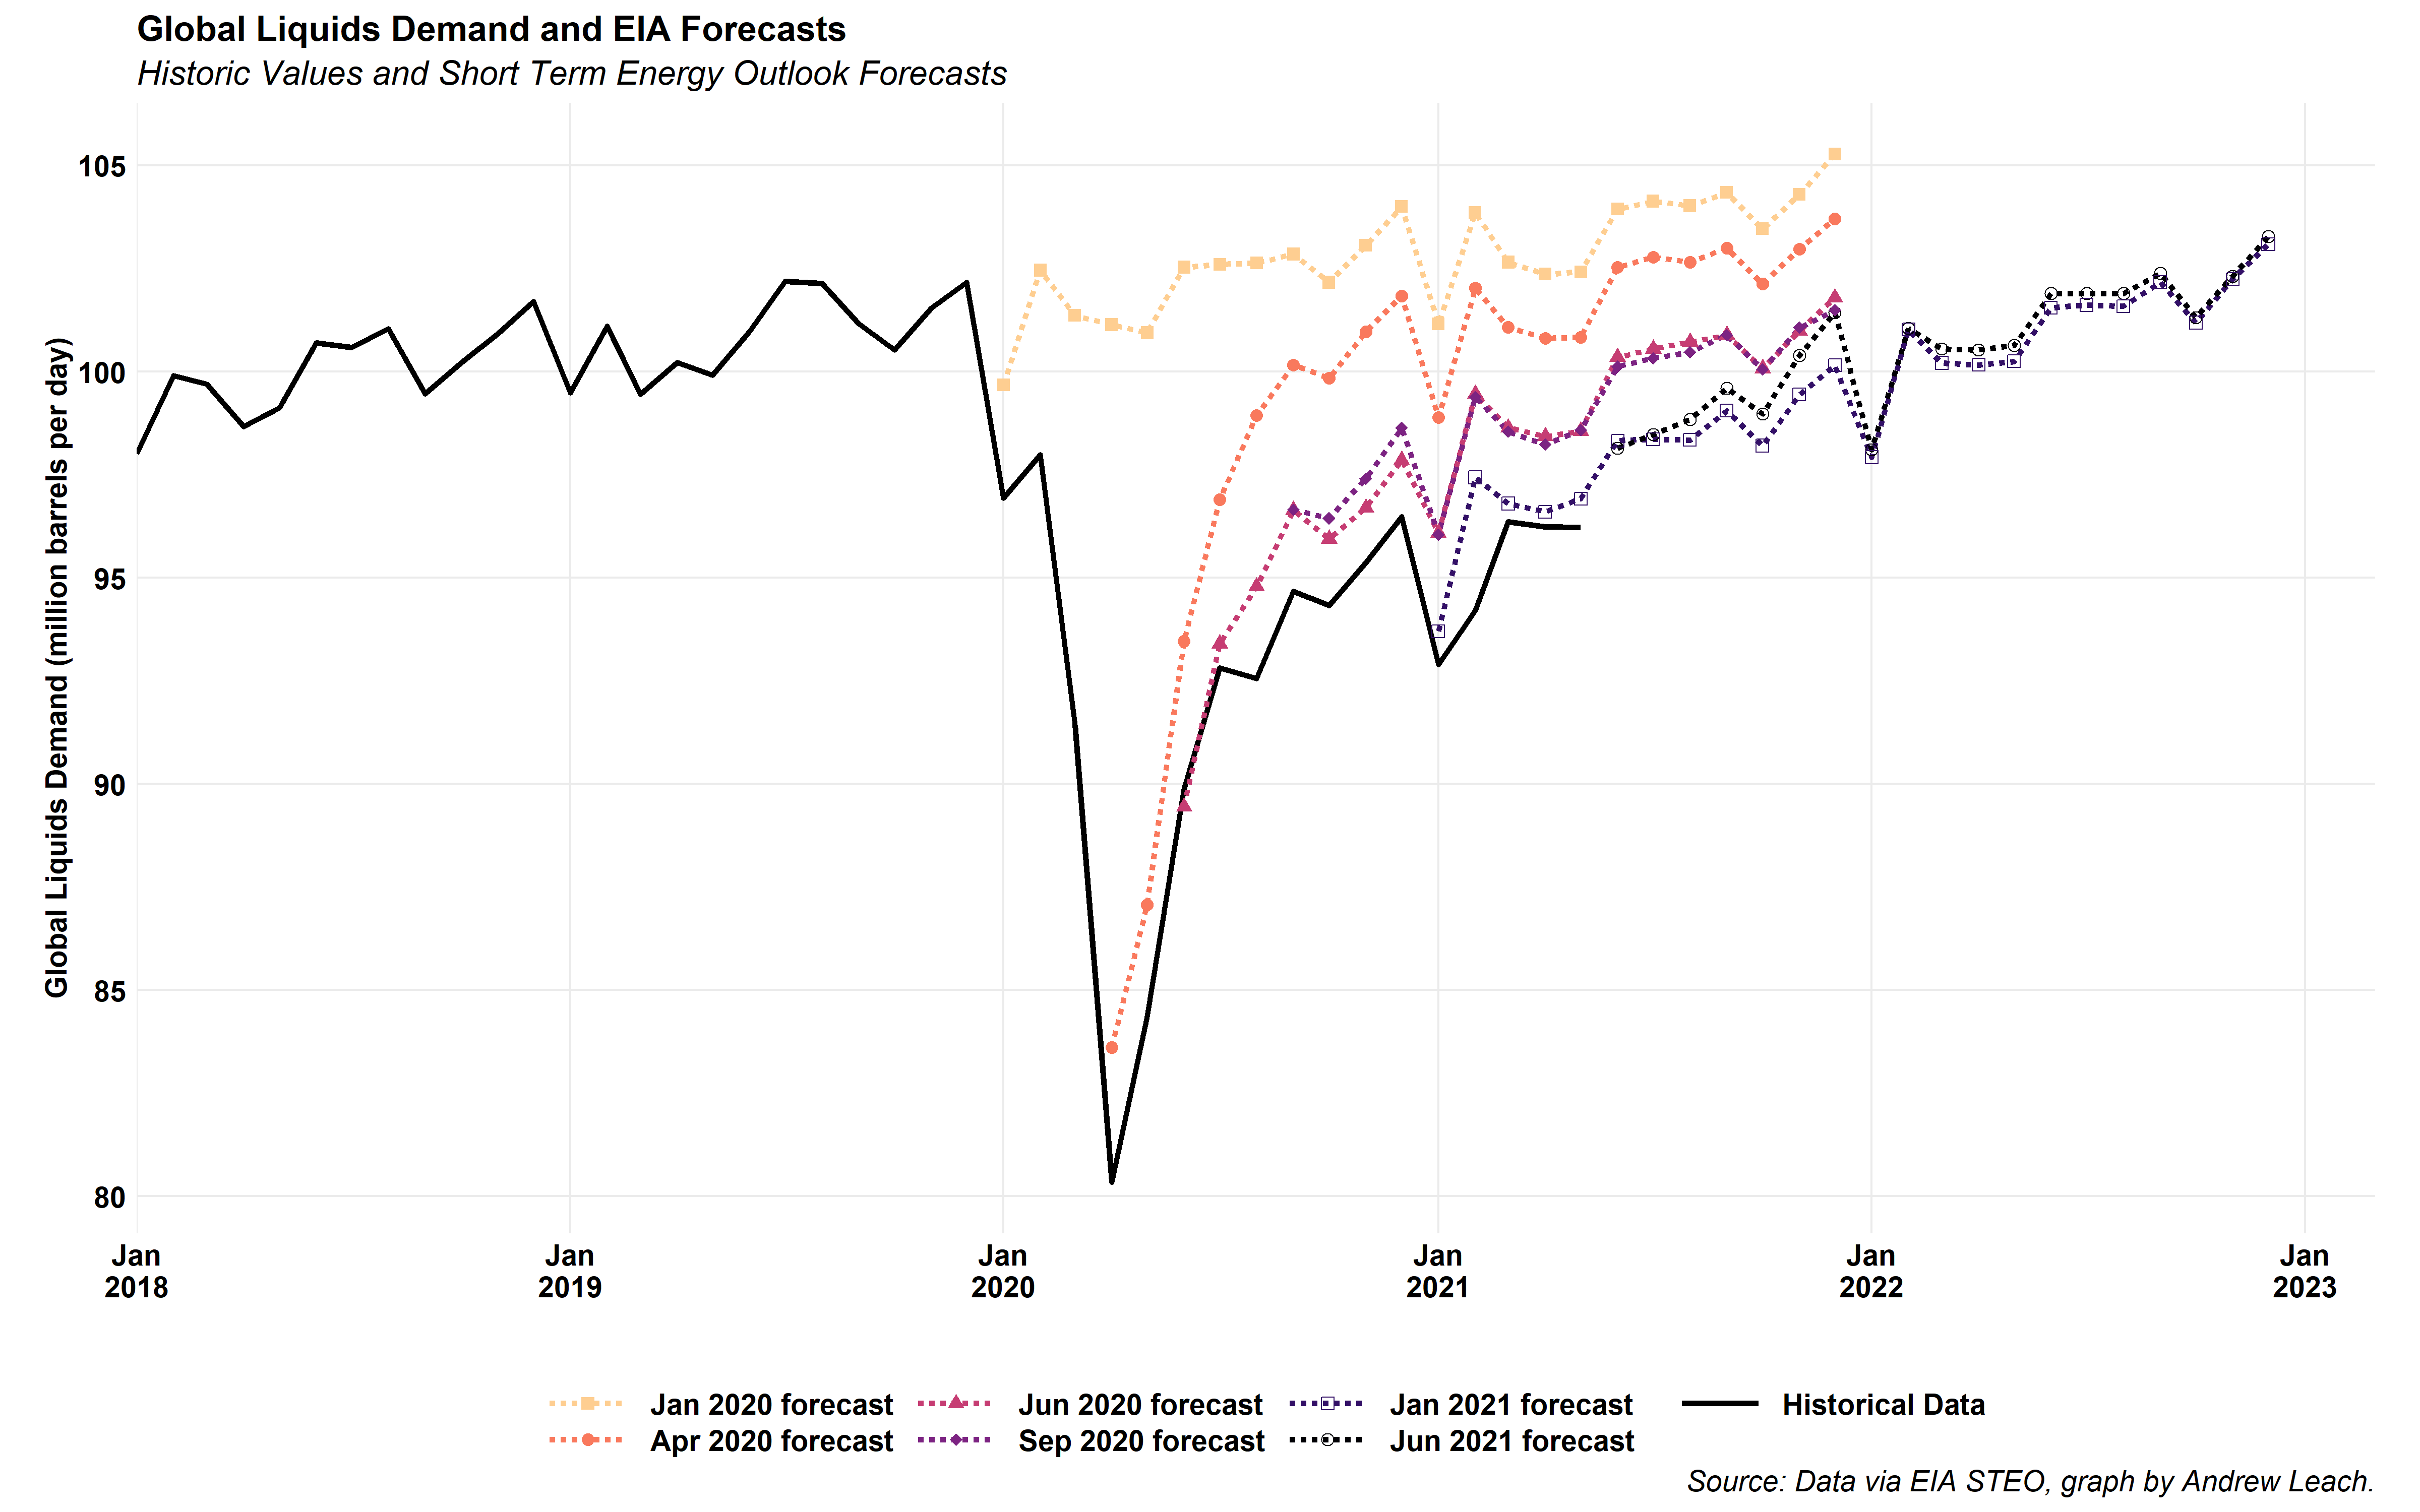 Global Liquids Demand and EIA Forecasts
Historic Values and Short Term Energy Outlook Forecasts
Global Liquids Demand (million barrels per day)
105
100
95
90
85
80
Jan
2018
Jan
2019
Jan
2020
Jan
2021
Jan
2022
Jan
2023
Jan 2020 forecast
Apr 2020 forecast
Jun 2020 forecast
Sep 2020 forecast
Jan 2021 forecast
Jun 2021 forecast
Historical Data
Source: Data via EIA STEO, graph by Andrew Leach.